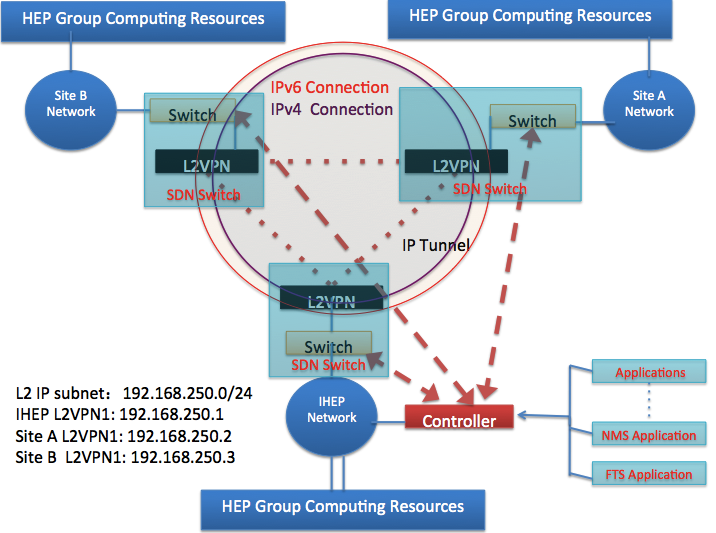 HEP Group Computing Resources
HEP Group Computing Resources
Site B
Network
Switch
L2VPN
SDN Switch
IPv6 Connection
IPv4  Connection
Switch
L2VPN
SDN Switch
Site A
Network
IP Tunnel
L2VPN
Switch
SDN Switch
L2 IP subnet： 192.168.250.0/24
IHEP L2VPN1: 192.168.250.1
Site A L2VPN1: 192.168.250.2
Site B  L2VPN1: 192.168.250.3
IHEP
Network
Controller
Applications
NMS Application
FTS Application
HEP Group Computing Resources